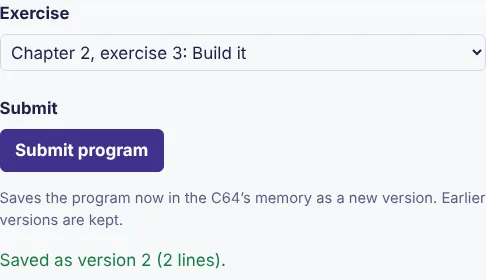 Exercise
Chapter 2, exercise 3: Build it
Submit
Submit program
Saves the program now in the C64’s memory as a new version. Earlier
versions are kept.
Saved as version 2 (2 lines).